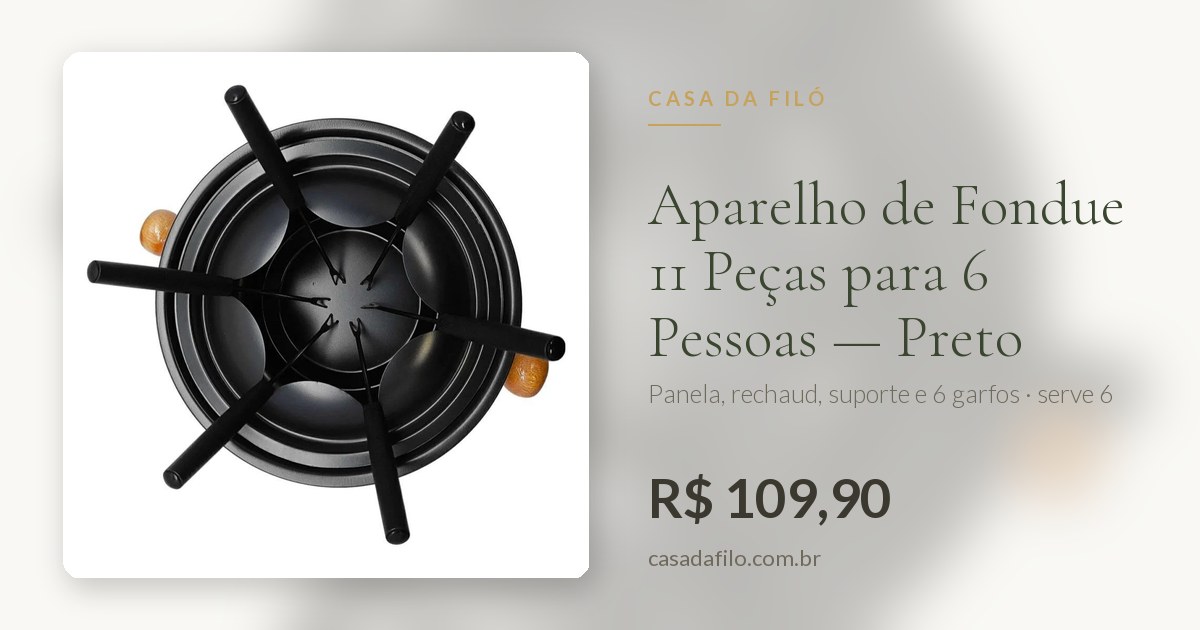 CASA DA FILÓ
Aparelho de Fondue
11 Peças para 6
Pessoas — Preto
Panela, rechaud, suporte e 6 garfos · serve 6
R$ 109,90
casadafilo.com.br